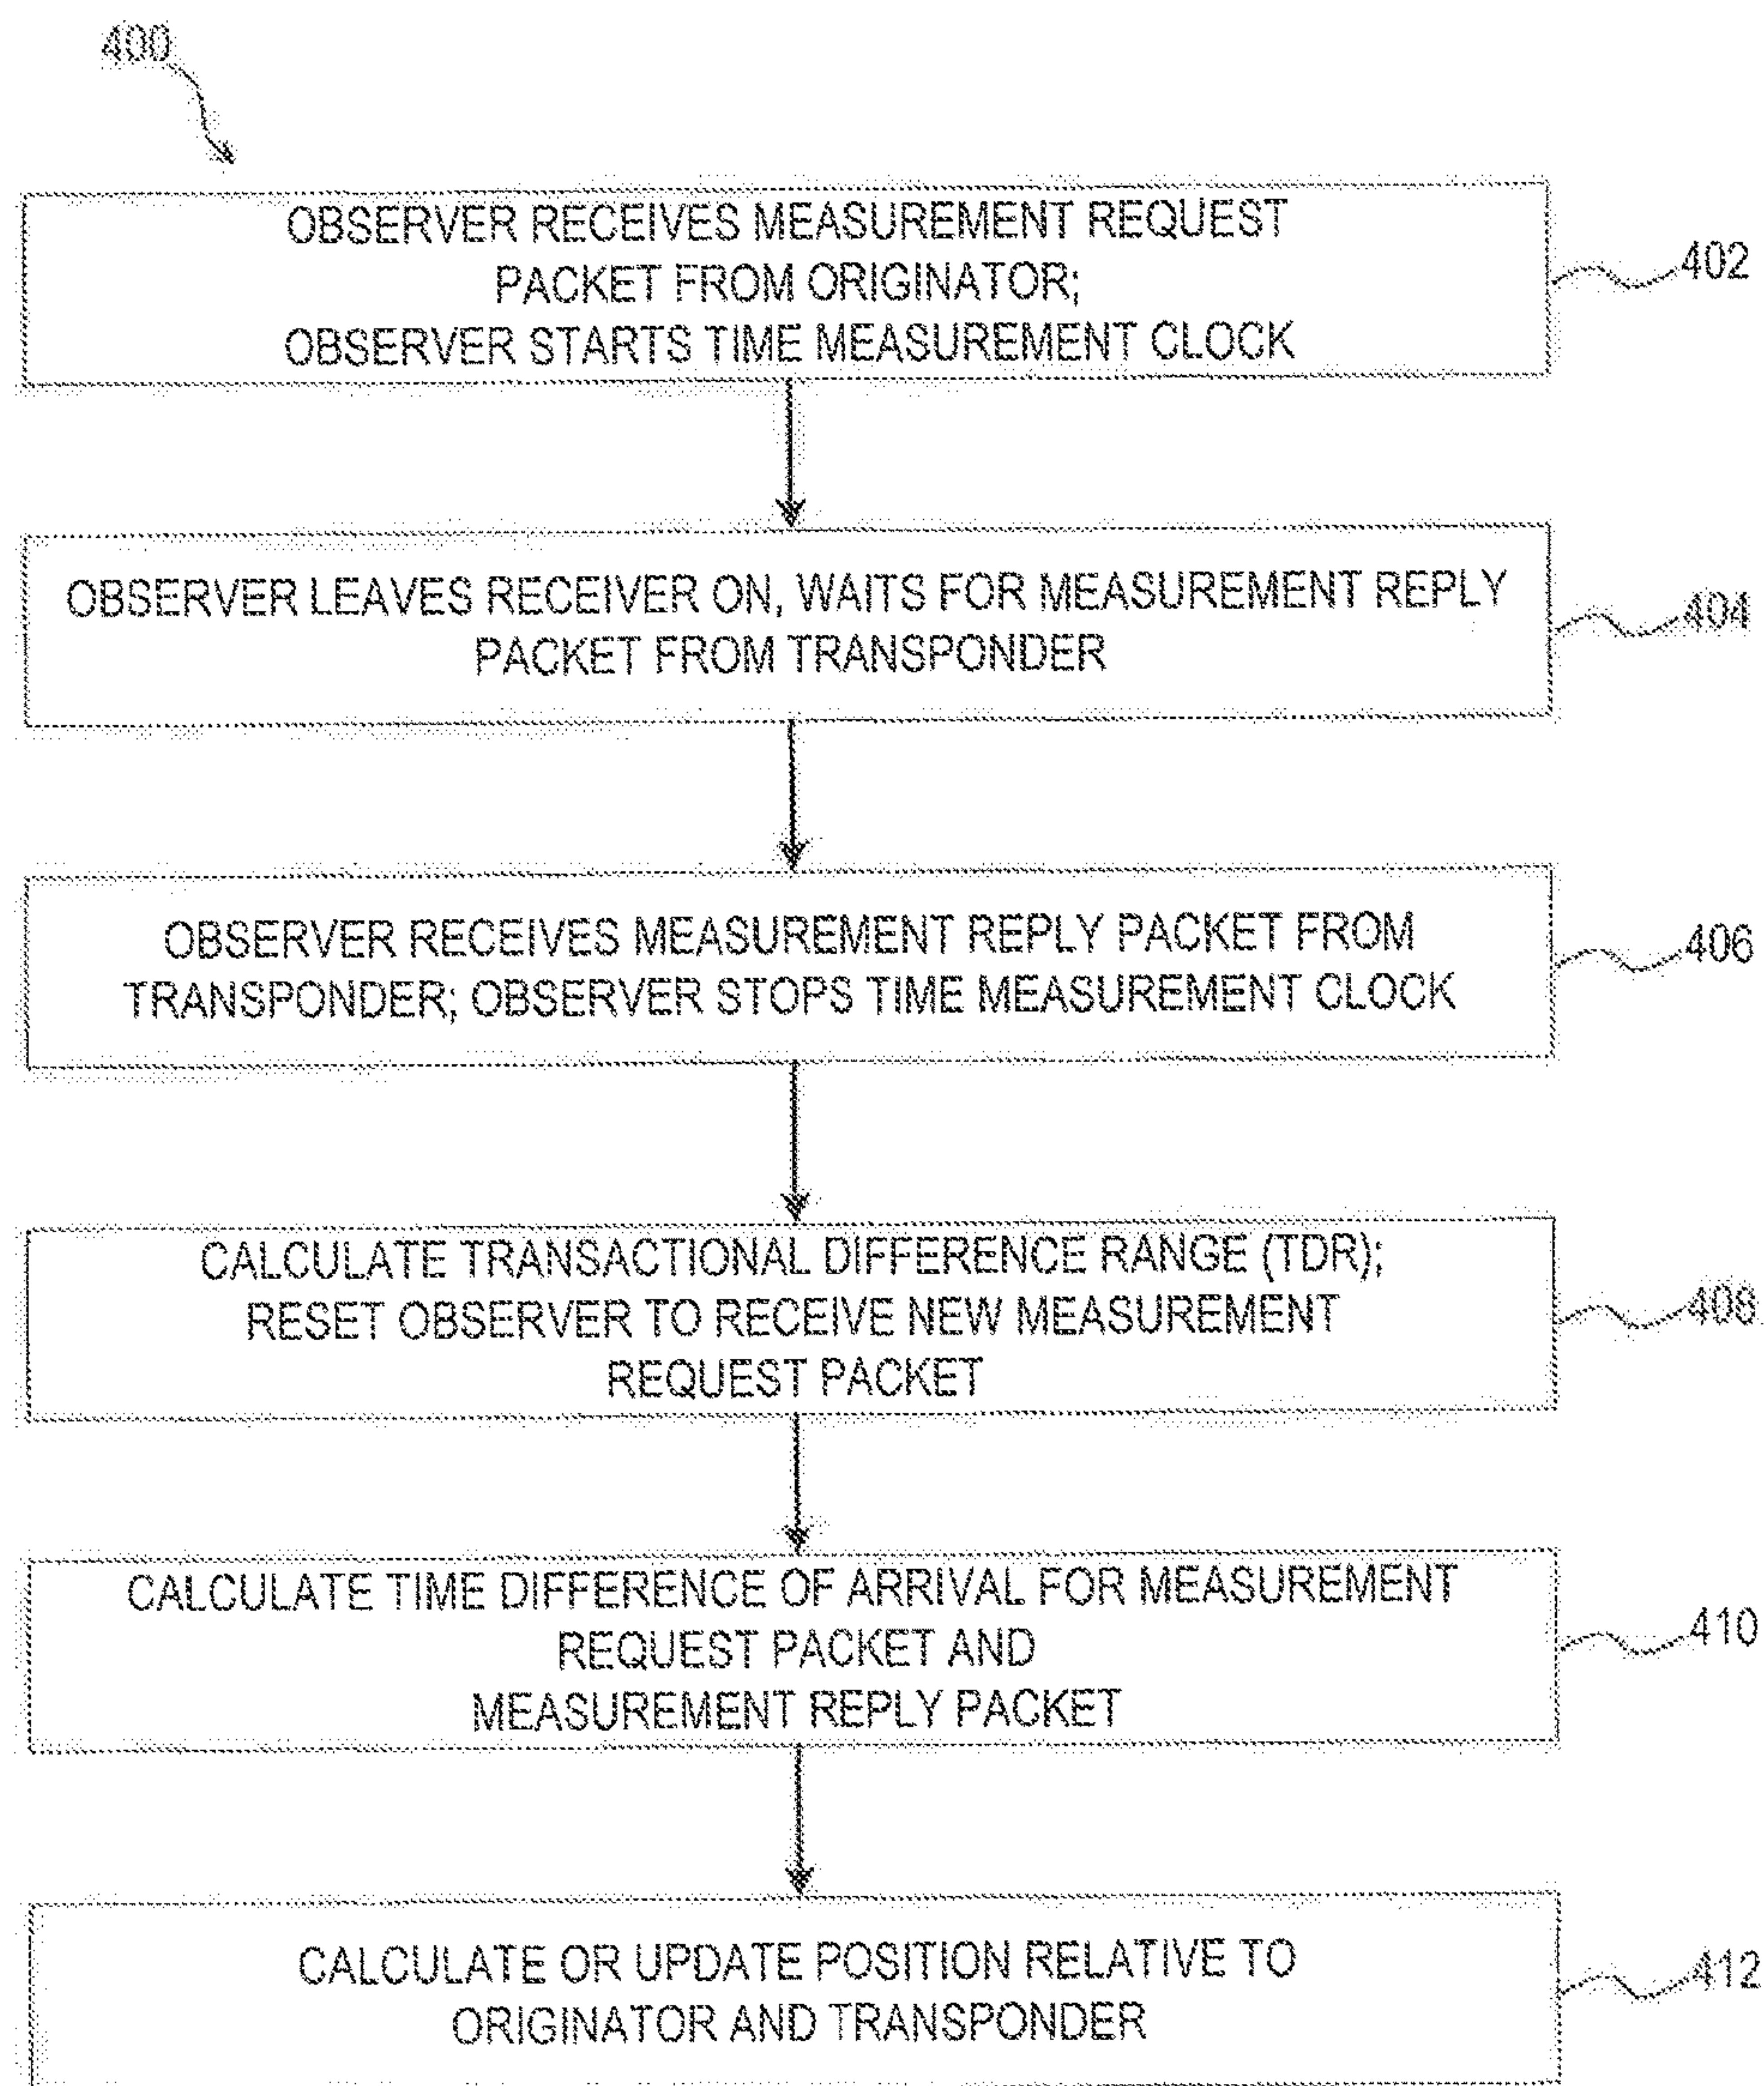 400
OBSERVER RECEIVES MEASUREMENT REQUEST
PACKET FROM ORIGINATOR;
OBSERVER STARTS TIME MEASUREMENT CLOCK
402
OBSERVER LEAVES RECEIVER ON, WAITS FOR MEASUREMENT REPLY
PACKET FROM TRANSPONDER
404
OBSERVER RECEIVES MEASUREMENT REPLY PACKET FROM
TRANSPONDER; OBSERVER STOPS TIME MEASUREMENT CLOCK
406
CALCULATE TRANSACTIONAL DIFFERENCE RANGE (TDR);
RESET OBSERVER TO RECEIVE NEW MEASUREMENT
REQUEST PACKET
408
CALCULATE TIME DIFFERENCE OF ARRIVAL FOR MEASUREMENT
REQUEST PACKET AND
MEASUREMENT REPLY PACKET
410
CALCULATE OR UPDATE POSITION RELATIVE TO
ORIGINATOR AND TRANSPONDER
412